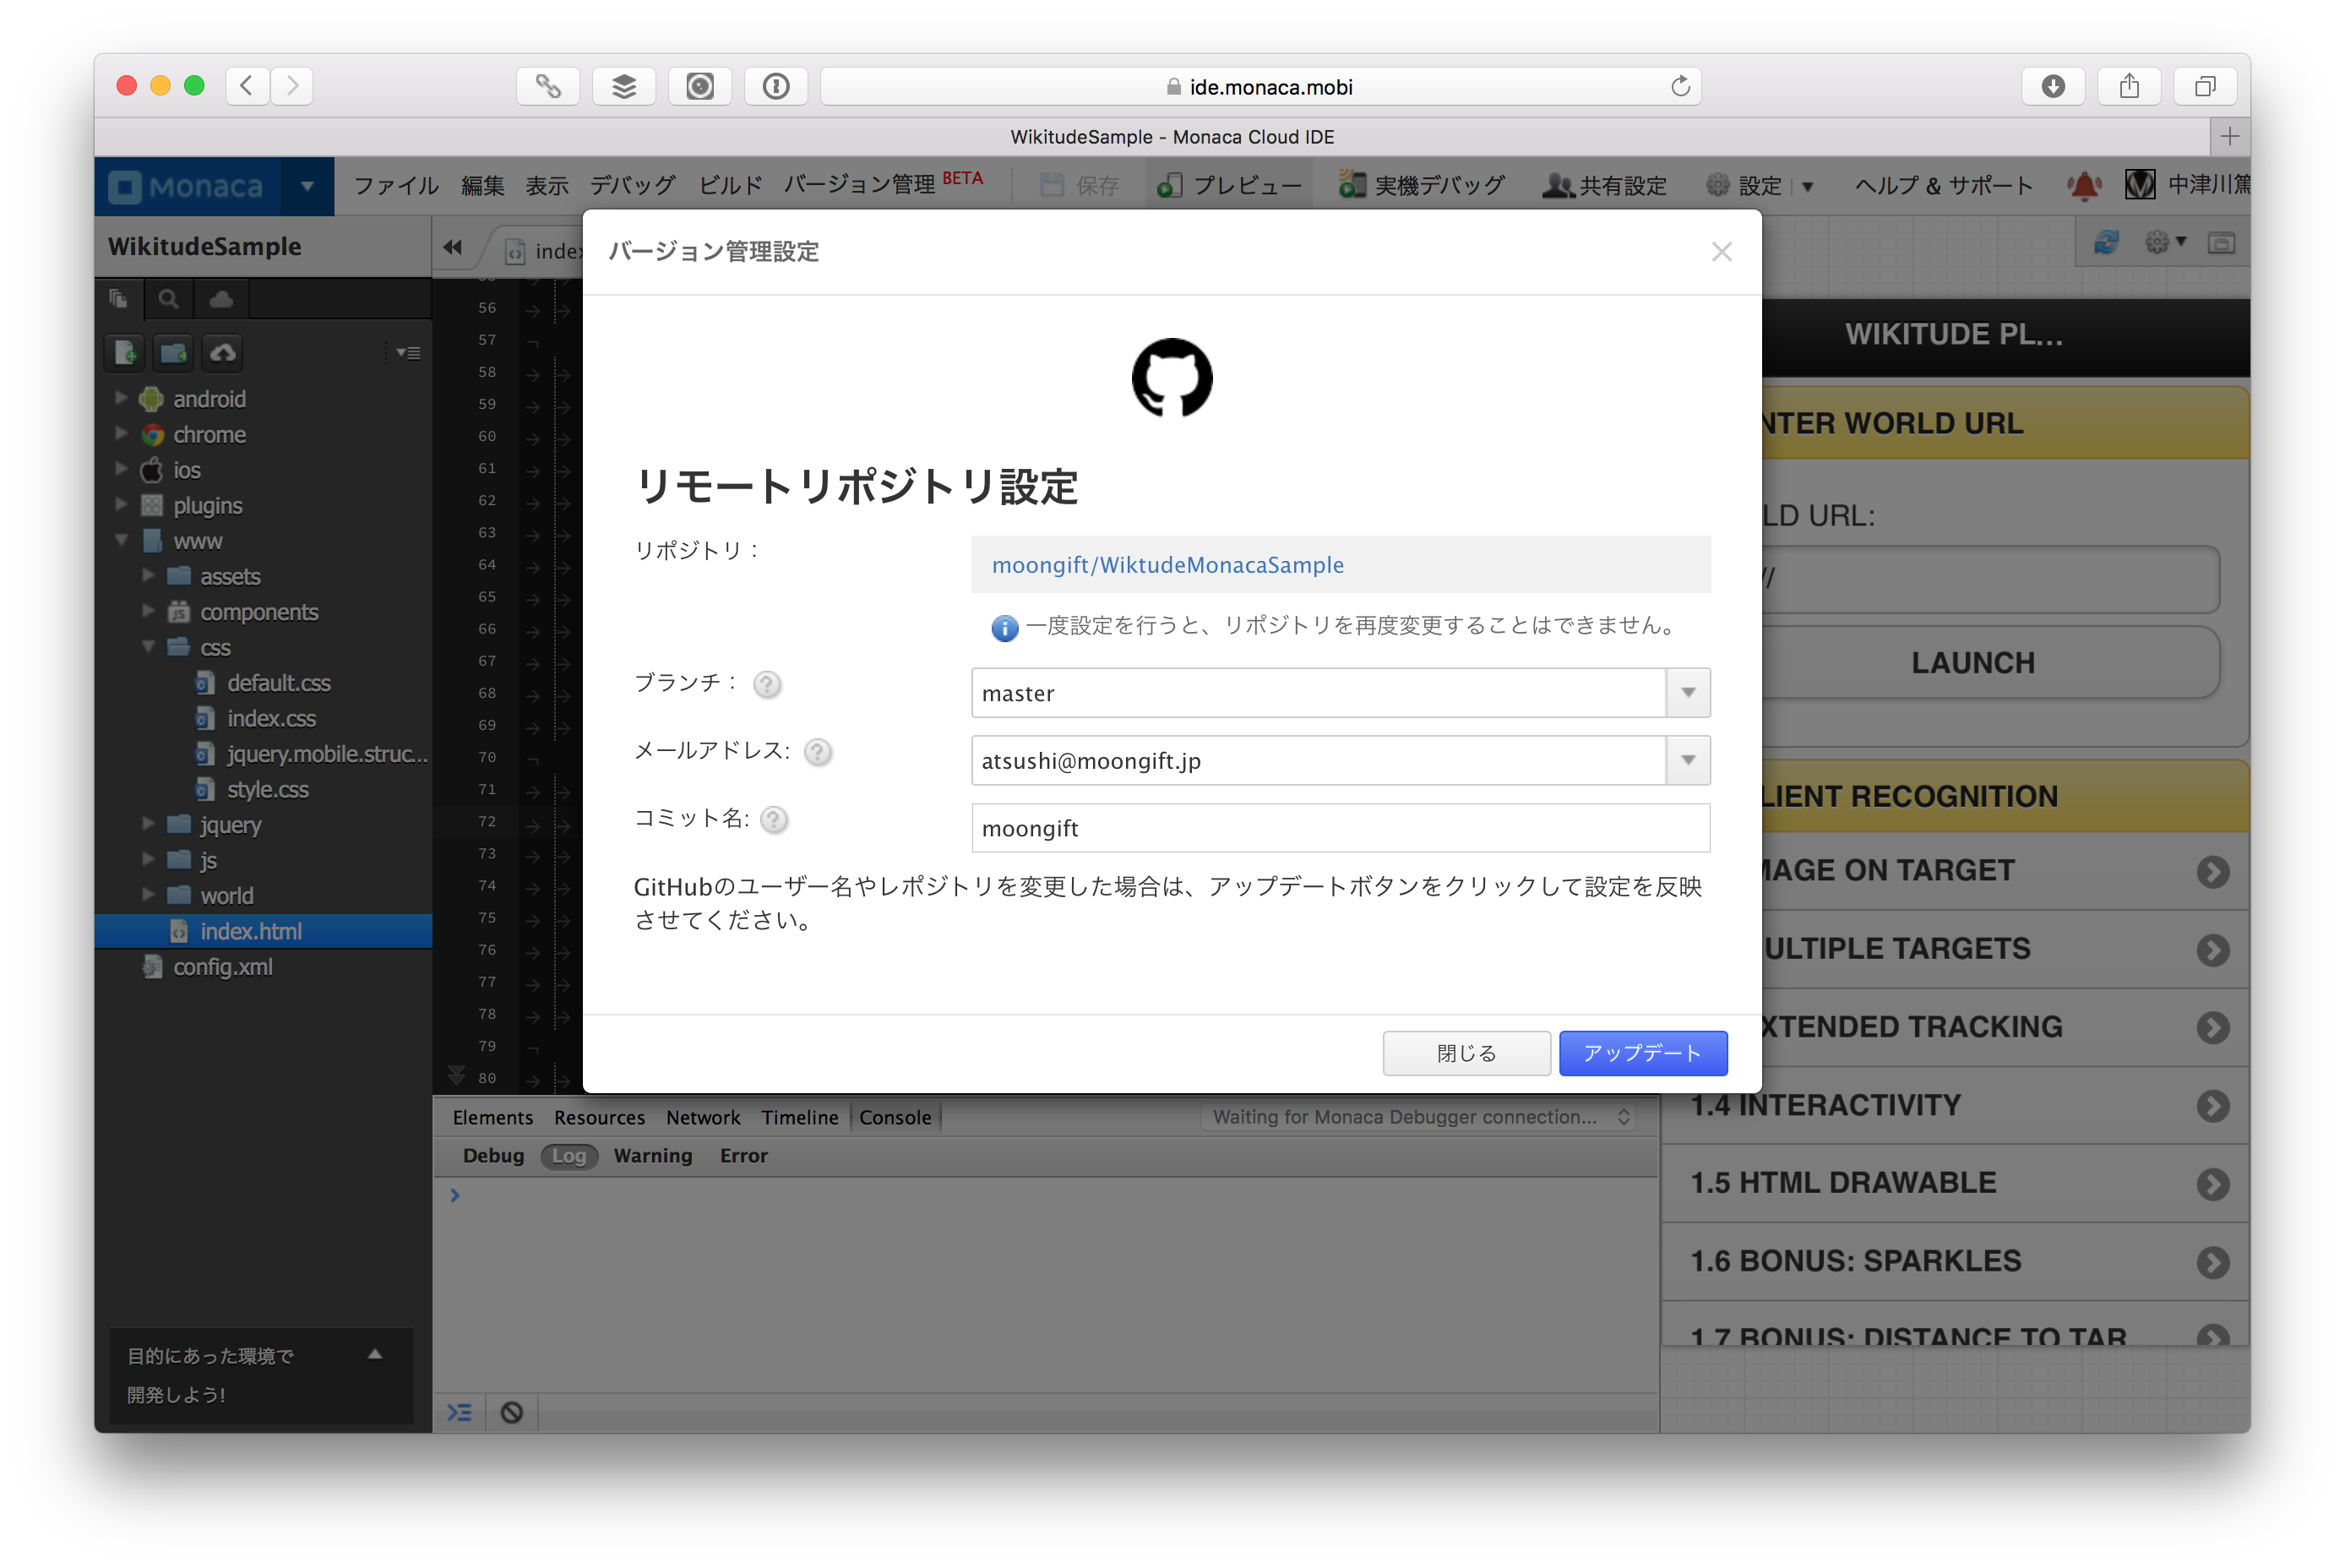 ide.monaca.mobi
WikitudeSample - Monaca Cloud IDE
Monaca ファイル 編集 表示 デバッグ ビルド バージョン管理 BETA 保存 プレビュー 実機デバッグ 共有設定 設定 ヘルプ & サポート 中津川篤
WikitudeSample
index
android
chrome
ios
plugins
www
assets
components
css
default.css
index.css
jquery.mobile.struc...
style.css
jquery
js
world
index.html
config.xml
目的にあった環境で
開発しよう!
56
57
58
59
60
61
62
63
64
65
66
67
68
69
70
71
72
73
74
75
76
77
78
79
80
バージョン管理設定
リモートリポジトリ設定
リポジトリ：
moongift/WiktudeMonacaSample
一度設定を行うと、リポジトリを再度変更することはできません。
ブランチ：
master
メールアドレス:
atsushi@moongift.jp
コミット名:
moongift
GitHubのユーザー名やレポジトリを変更した場合は、アップデートボタンをクリックして設定を反映
させてください。
閉じる アップデート
Elements Resources Network Timeline Console Waiting for Monaca Debugger connection...
Debug Log Warning Error
WIKITUDE PL...
NTER WORLD URL
LD URL:
//
LAUNCH
LIENT RECOGNITION
MAGE ON TARGET
ULTIPLE TARGETS
XTENDED TRACKING
1.4 INTERACTIVITY
1.5 HTML DRAWABLE
1.6 BONUS: SPARKLES
1.7 BONUS: DISTANCE TO TAR...